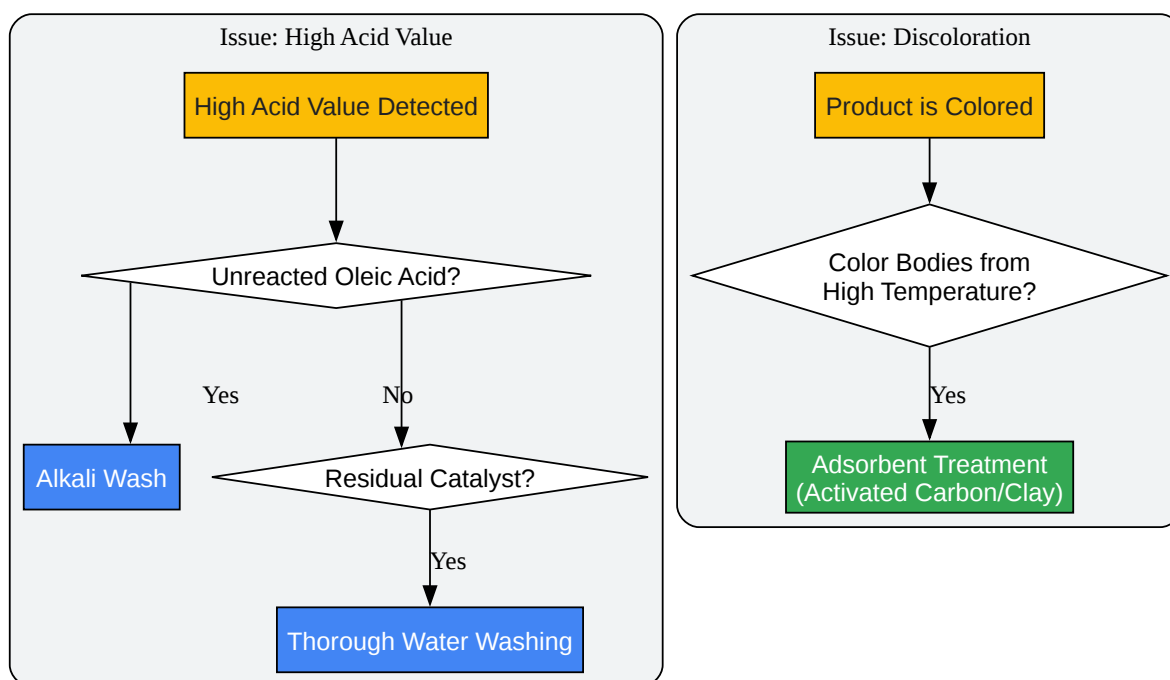 Issue: High Acid Value
High Acid Value Detected
Unreacted Oleic Acid?
Yes
No
Alkali Wash
Residual Catalyst?
Yes
Thorough Water Washing
Issue: Discoloration
Product is Colored
Color Bodies from
High Temperature?
Yes
Adsorbent Treatment
(Activated Carbon/Clay)